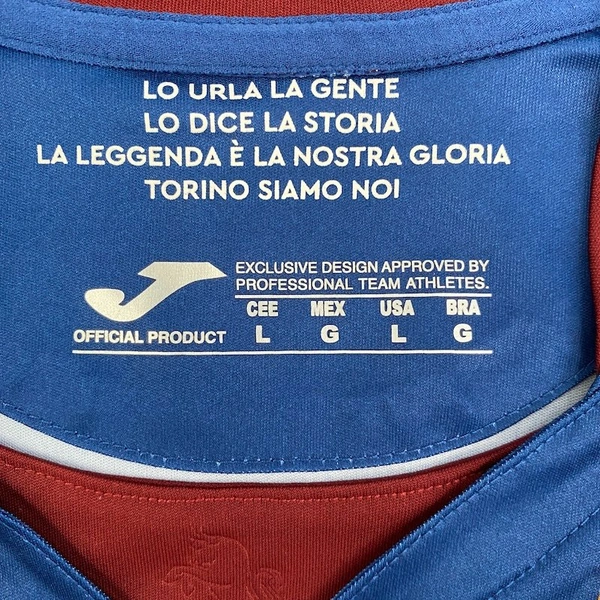 LO URLA LA GENTE
LO DICE LA STORIA
LA LEGGENDA È LA NOSTRA GLORIA
TORINO SIAMO NOI
EXCLUSIVE DESIGN APPROVED BY
PROFESSIONAL TEAM ATHLETES.
CEE MEX USA BRA
OFFICIAL PRODUCT L G L G